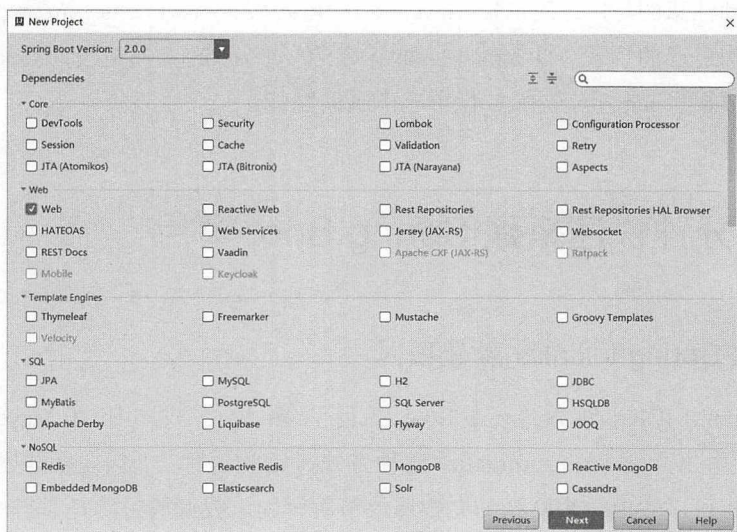 New Project
Spring Boot Version: 2.0.0
Dependencies
Core
DevTools Security Lombok Configuration Processor
Session Cache Validation Retry
JTA (Atomikos) JTA (Bitronix) JTA (Narayana) Aspects
Web
Web Reactive Web Rest Repositories Rest Repositories HAL Browser
HATEOAS Web Services Jersey (JAX-RS) Websocket
REST Docs Vaadin Apache CXF (JAX-RS) Ratpack
Mobile Keycloak
Template Engines
Thymeleaf Freemarker Mustache Groovy Templates
Velocity
SQL
JPA MySQL H2 JDBC
MyBatis PostgreSQL SQL Server HSQLDB
Apache Derby Liquibase Flyway JOOQ
NoSQL
Redis Reactive Redis MongoDB Reactive MongoDB
Embedded MongoDB Elasticsearch Solr Cassandra
Previous Next Cancel Help